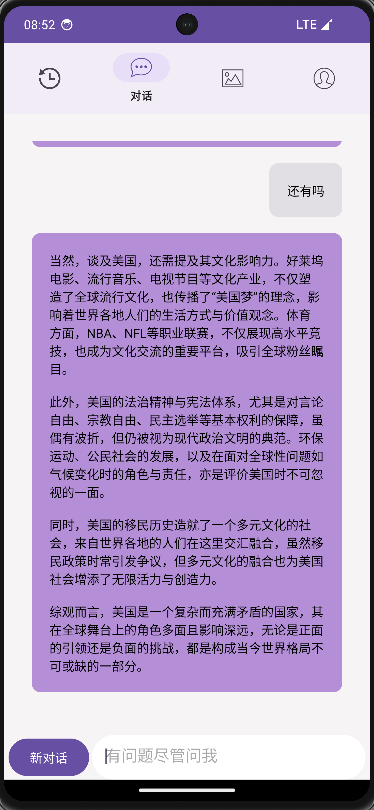 08:52
LTE
对话
还有吗
当然，谈及美国，还需提及其文化影响力。好莱坞
电影、流行音乐、电视节目等文化产业，不仅塑
造了全球流行文化，也传播了“美国梦”的理念，影
响着世界各地人们的生活方式与价值观念。体育
方面，NBA、NFL等职业联赛，不仅展现高水平竞
技，也成为文化交流的重要平台，吸引全球粉丝瞩
目。
此外，美国的法治精神与宪法体系，尤其是对言论
自由、宗教自由、民主选举等基本权利的保障，虽
偶有波折，但仍被视为现代政治文明的典范。环保
运动、公民社会的发展，以及在面对全球性问题如
气候变化时的角色与责任，亦是评价美国时不可忽
视的一面。
同时，美国的移民历史造就了一个多元文化的社
会，来自世界各地的人们在这里交汇融合，虽然移
民政策时常引发争议，但多元文化的融合也为美国
社会增添了无限活力与创造力。
综观而言，美国是一个复杂而充满矛盾的国家，其
在全球舞台上的角色多面且影响深远，无论是正面
的引领还是负面的挑战，都是构成当今世界格局不
可或缺的一部分。
新对话
有问题尽管问我